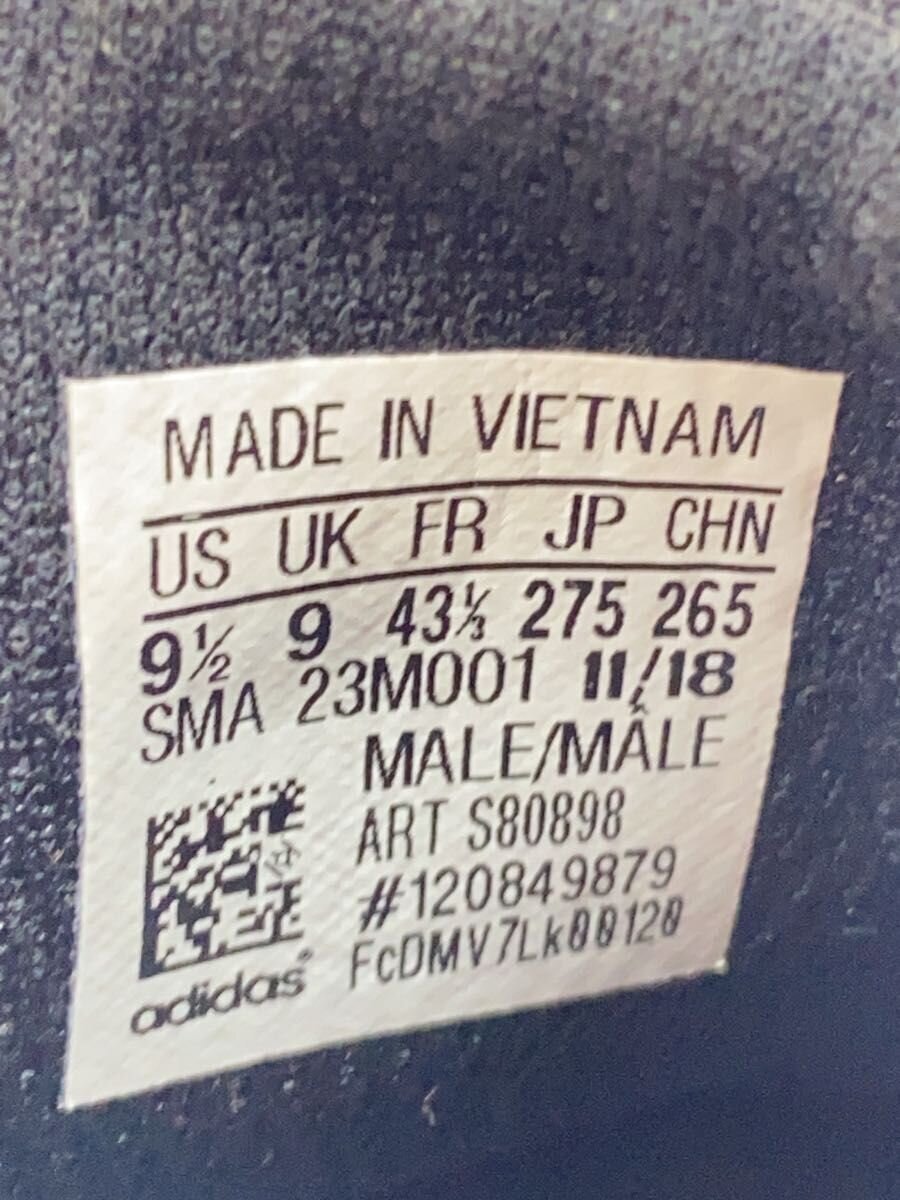 MADE IN VIETNAM
US UK FR JP CHN
9½ 9 43⅓ 275 265
SMA 23M001 11/18
MALE/MÂLE
ART S80898
#120849879
FcDMV7Lk00120
adidas®